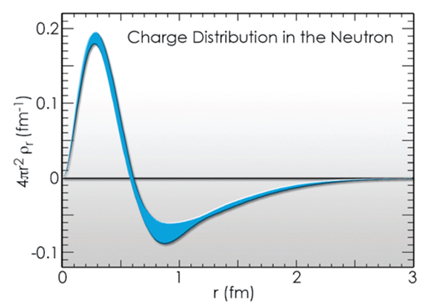 Charge Distribution in the Neutron
0.2
0.1
0
-0.1
4πr² ρr (fm⁻¹)
0
1
2
3
r (fm)